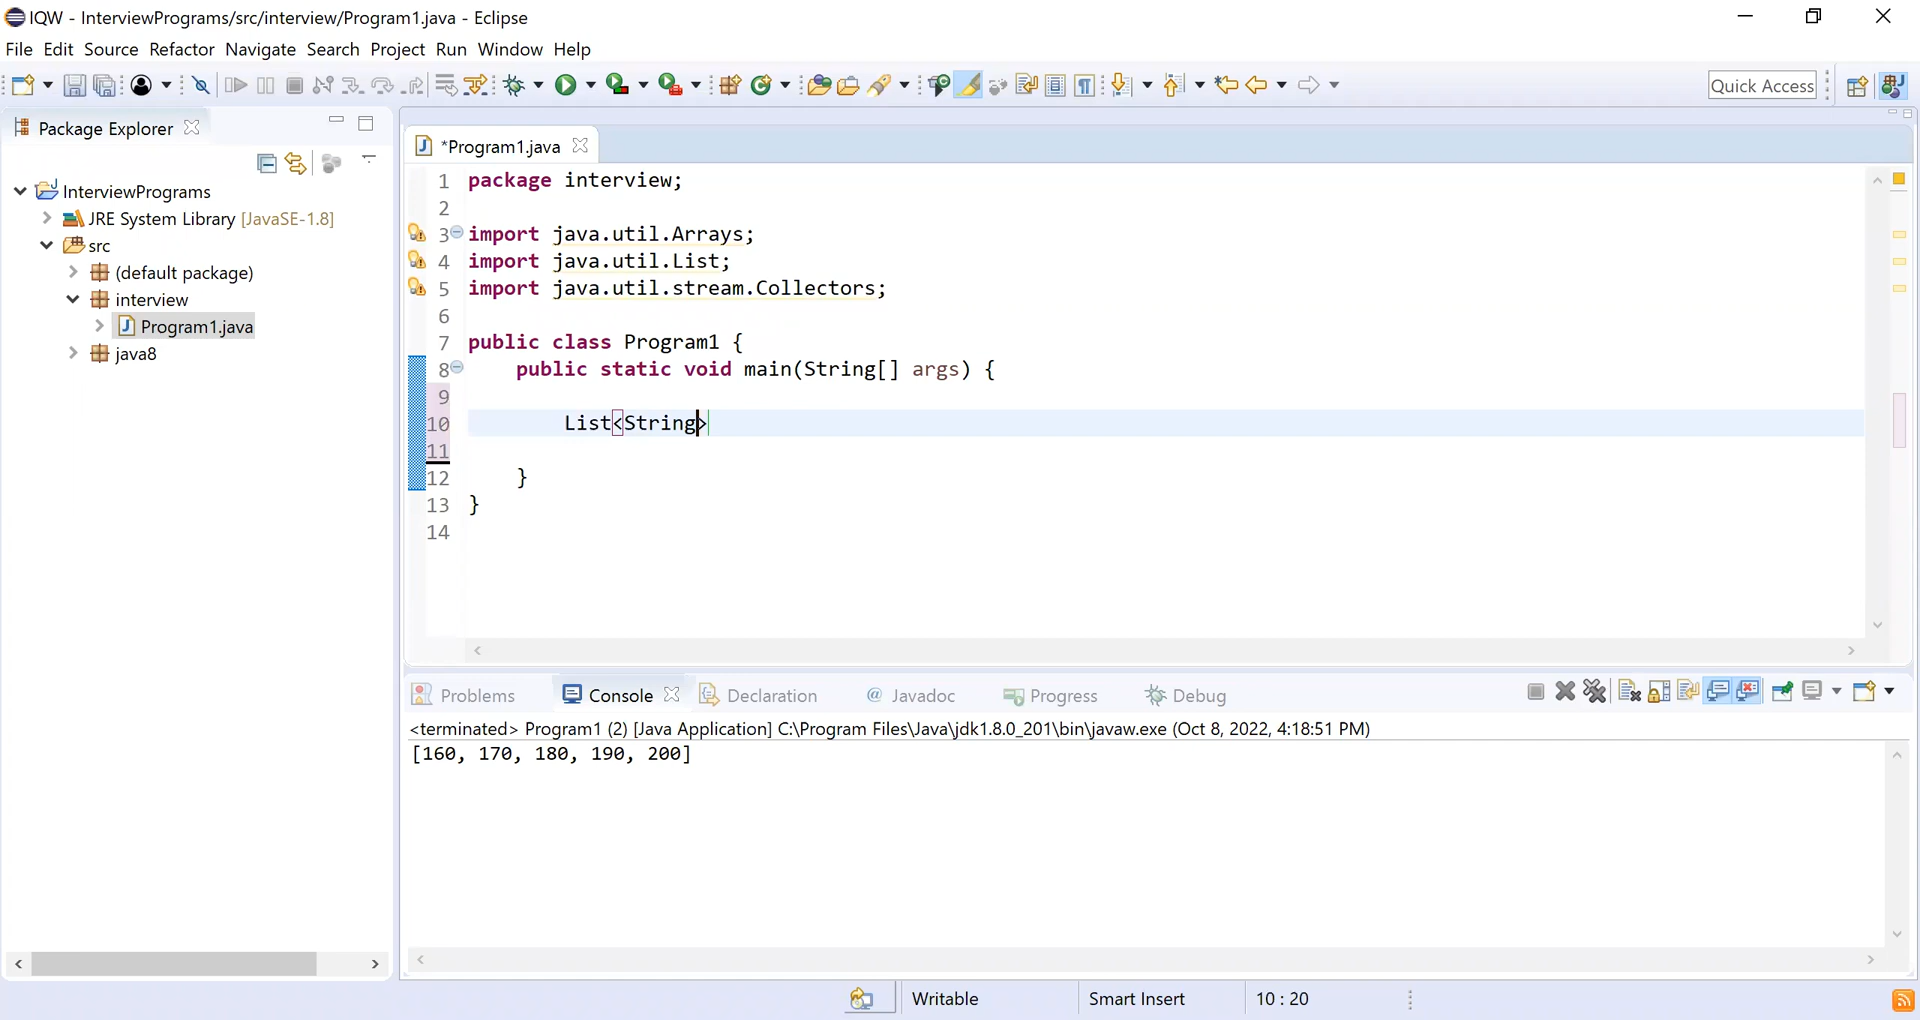 IQW - InterviewPrograms/src/interview/Program1.java - Eclipse
File Edit Source Refactor Navigate Search Project Run Window Help
Quick Access
Package Explorer
InterviewPrograms
JRE System Library [JavaSE-1.8]
src
(default package)
interview
Program1.java
java8
*Program1.java
1 package interview;
2
3 import java.util.Arrays;
4 import java.util.List;
5 import java.util.stream.Collectors;
6
7 public class Program1 {
8 public static void main(String[] args) {
9
10 List<String>
11
12 }
13 }
14
Problems Console Declaration @ Javadoc Progress Debug
<terminated> Program1 (2) [Java Application] C:\Program Files\Java\jdk1.8.0_201\bin\javaw.exe (Oct 8, 2022, 4:18:51 PM)
[160, 170, 180, 190, 200]
Writable Smart Insert 10 : 20